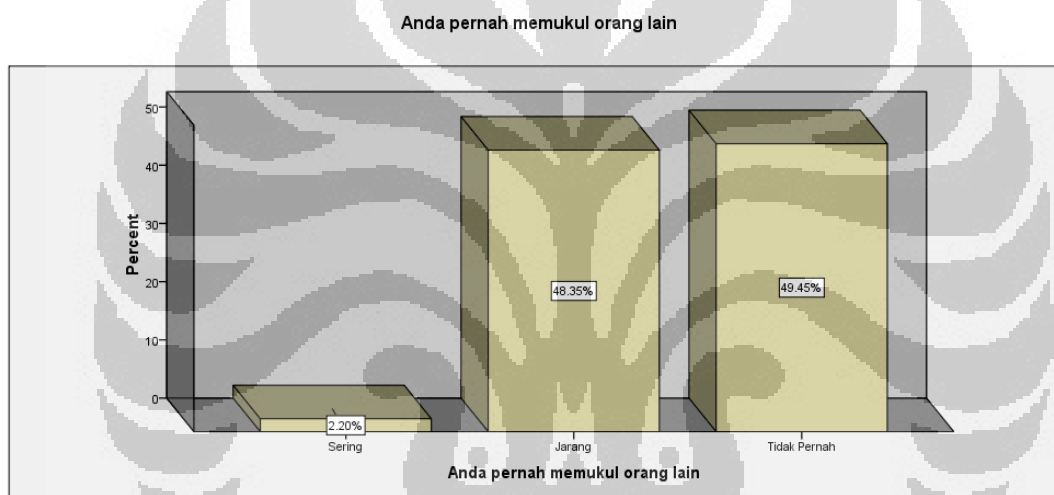 Anda pernah memukul orang lain
Percent
50
40
30
20
10
0
2.20%
48.35%
49.45%
Sering
Jarang
Tidak Pernah
Anda pernah memukul orang lain